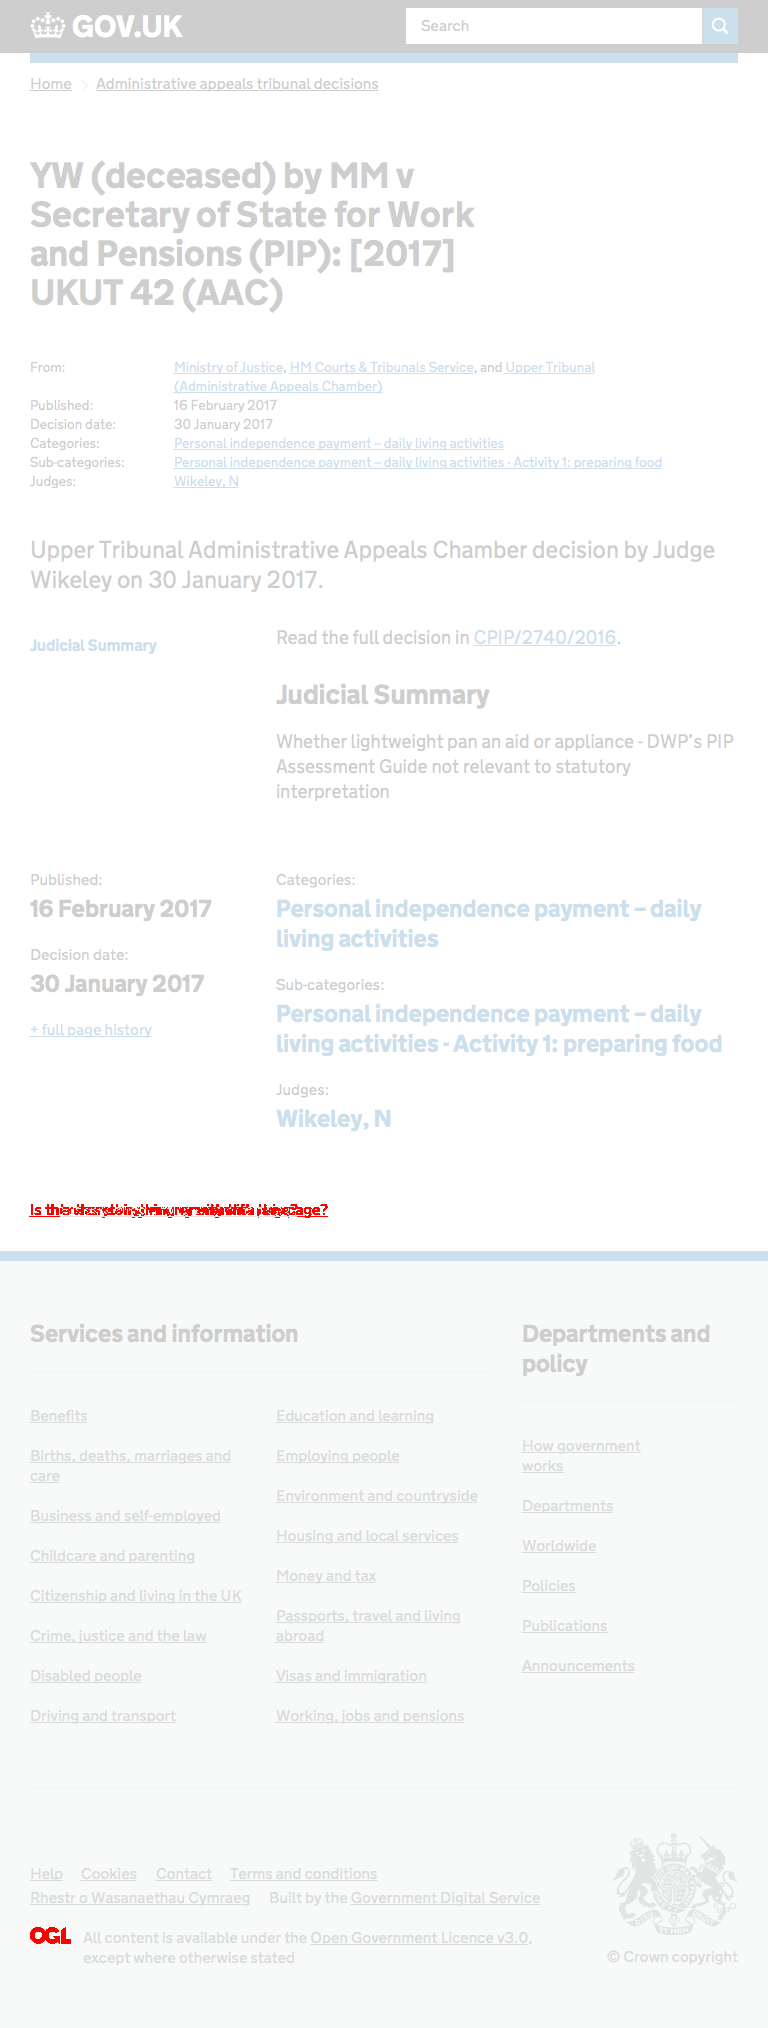 GOV.UK
Search
Home
Administrative appeals tribunal decisions
YW (deceased) by MM v
Secretary of State for Work
and Pensions (PIP): [2017]
UKUT 42 (AAC)
From: Ministry of Justice, HM Courts & Tribunals Service, and Upper Tribunal
(Administrative Appeals Chamber)
Published: 16 February 2017
Decision date: 30 January 2017
Categories: Personal independence payment – daily living activities
Sub-categories: Personal independence payment – daily living activities - Activity 1: preparing food
Judges: Wikeley, N
Upper Tribunal Administrative Appeals Chamber decision by Judge
Wikeley on 30 January 2017.
Judicial Summary
Read the full decision in CPIP/2740/2016.
Judicial Summary
Whether lightweight pan an aid or appliance - DWP's PIP
Assessment Guide not relevant to statutory
interpretation
Published:
16 February 2017
Decision date:
30 January 2017
+ full page history
Categories:
Personal independence payment – daily
living activities
Sub-categories:
Personal independence payment – daily
living activities - Activity 1: preparing food
Judges:
Wikeley, N
Services and information
Benefits
Births, deaths, marriages and
care
Business and self-employed
Childcare and parenting
Citizenship and living in the UK
Crime, justice and the law
Disabled people
Driving and transport
Education and learning
Employing people
Environment and countryside
Housing and local services
Money and tax
Passports, travel and living
abroad
Visas and immigration
Working, jobs and pensions
Departments and
policy
How government
works
Departments
Worldwide
Policies
Publications
Announcements
Help Cookies Contact Terms and conditions
Rhestr o Wasanaethau Cymraeg Built by the Government Digital Service
OGL
All content is available under the Open Government Licence v3.0,
except where otherwise stated
© Crown copyright